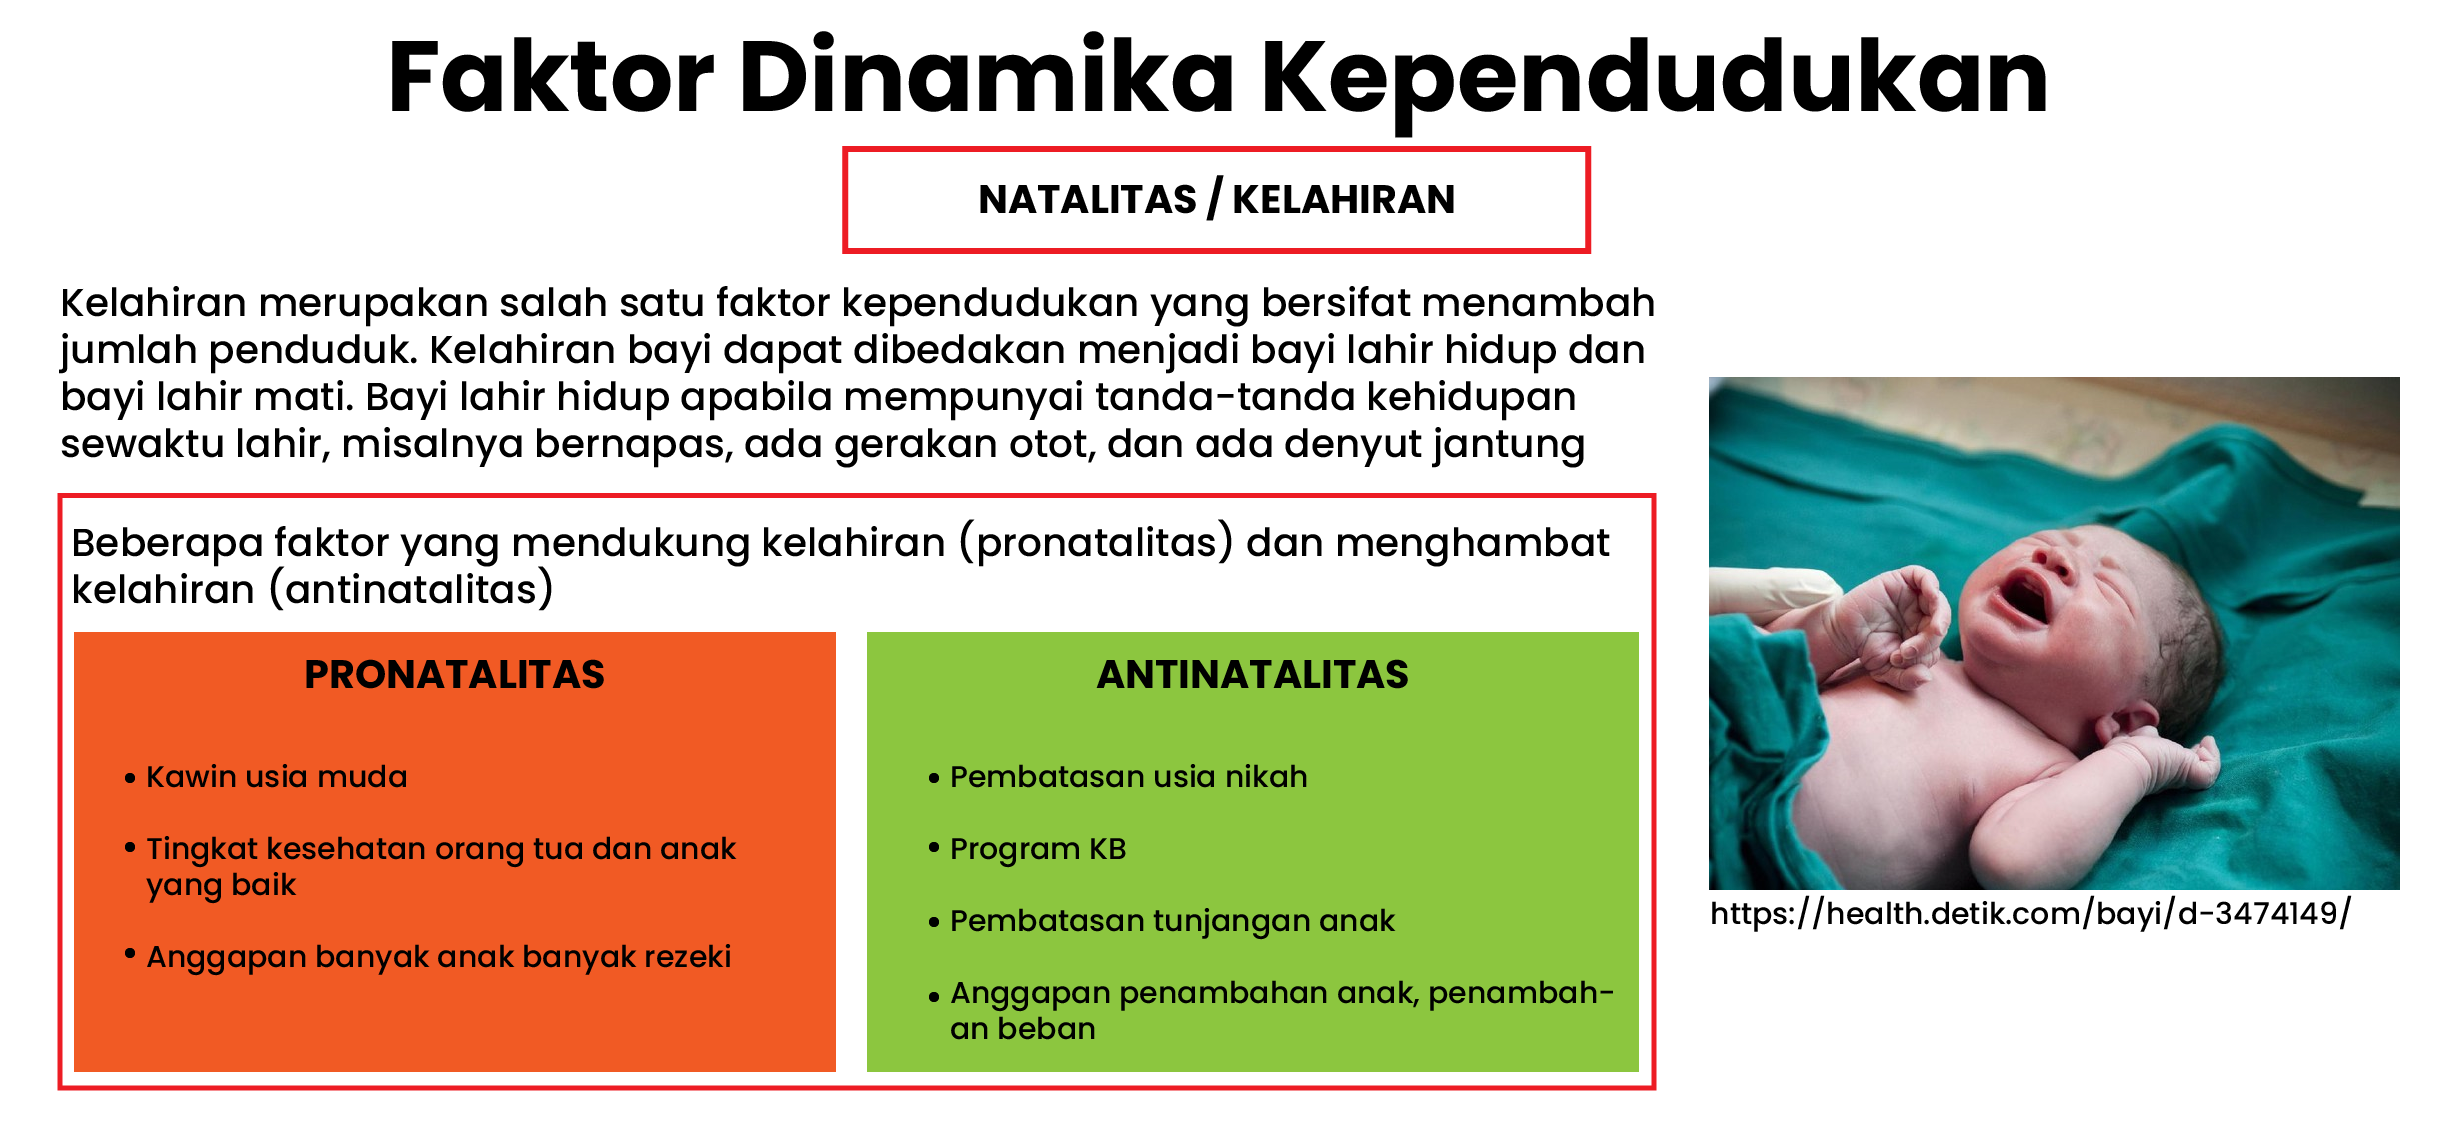 Faktor Dinamika Kependudukan
NATALITAS / KELAHIRAN
Kelahiran merupakan salah satu faktor kependudukan yang bersifat menambah
jumlah penduduk. Kelahiran bayi dapat dibedakan menjadi bayi lahir hidup dan
bayi lahir mati. Bayi lahir hidup apabila mempunyai tanda-tanda kehidupan
sewaktu lahir, misalnya bernapas, ada gerakan otot, dan ada denyut jantung
Beberapa faktor yang mendukung kelahiran (pronatalitas) dan menghambat
kelahiran (antinatalitas)
PRONATALITAS
• Kawin usia muda
• Tingkat kesehatan orang tua dan anak
yang baik
• Anggapan banyak anak banyak rezeki
ANTINATALITAS
• Pembatasan usia nikah
• Program KB
• Pembatasan tunjangan anak
• Anggapan penambahan anak, penambah-
an beban
https://health.detik.com/bayi/d-3474149/